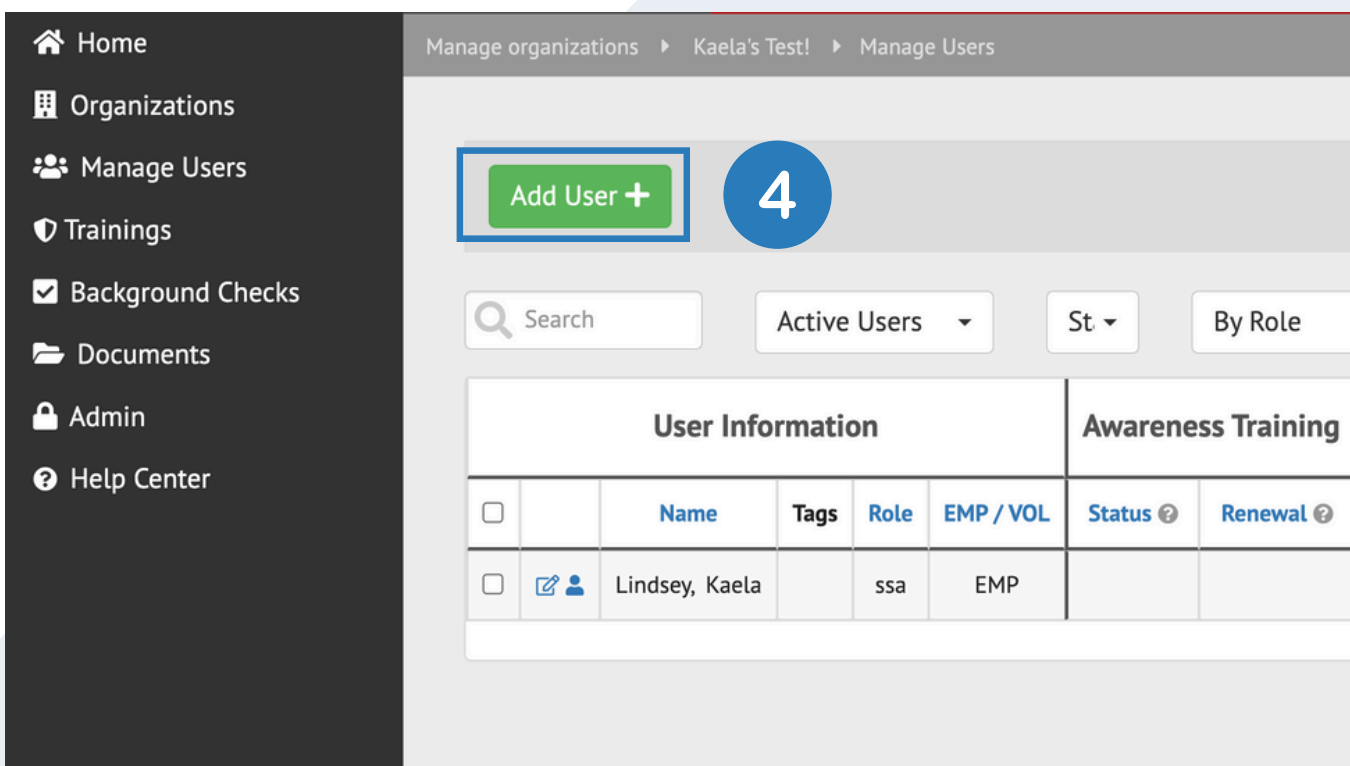 Home
Organizations
Manage Users
Trainings
Background Checks
Documents
Admin
Help Center
Manage organizations Kaela's Test! Manage Users
Add User
4
Search Active Users St By Role
User Information Awareness Training
Name Tags Role EMP / VOL Status Renewal
Lindsey, Kaela ssa EMP